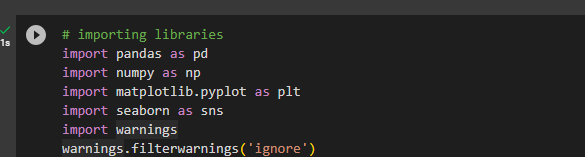 # importing libraries
1s
import pandas as pd
import numpy as np
import matplotlib.pyplot as plt
import seaborn as sns
import warnings
warnings.filterwarnings('ignore')